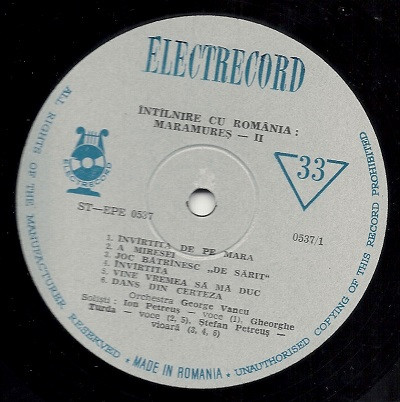 ELECTRECORD
ÎNTÎLNIRE CU ROMÂNIA :
MARAMUREȘ — II
ELECTRECORD
33
ST—EPE 0537
0537/1
1. ÎNVÎRTITA DE PE MARA
2. A MIRESEI
3. JOC BĂTRÎNESC „DE SĂRIT"
4. ÎNVÎRTITA
5. VINE VREMEA SĂ MĂ DUC
6. DANS DIN CERTEZA
Orchestra George Vancu
Soliști : Ion Petreuș — voce (1), Gheorghe
Turda — voce (2, 5), Ștefan Petreuș —
vioară (3, 4, 6)
ALL RIGHTS OF THE MANUFACTURER RESERVED ★ MADE IN ROMANIA ★ UNAUTHORISED COPYING OF THIS RECORD PROHIBITED